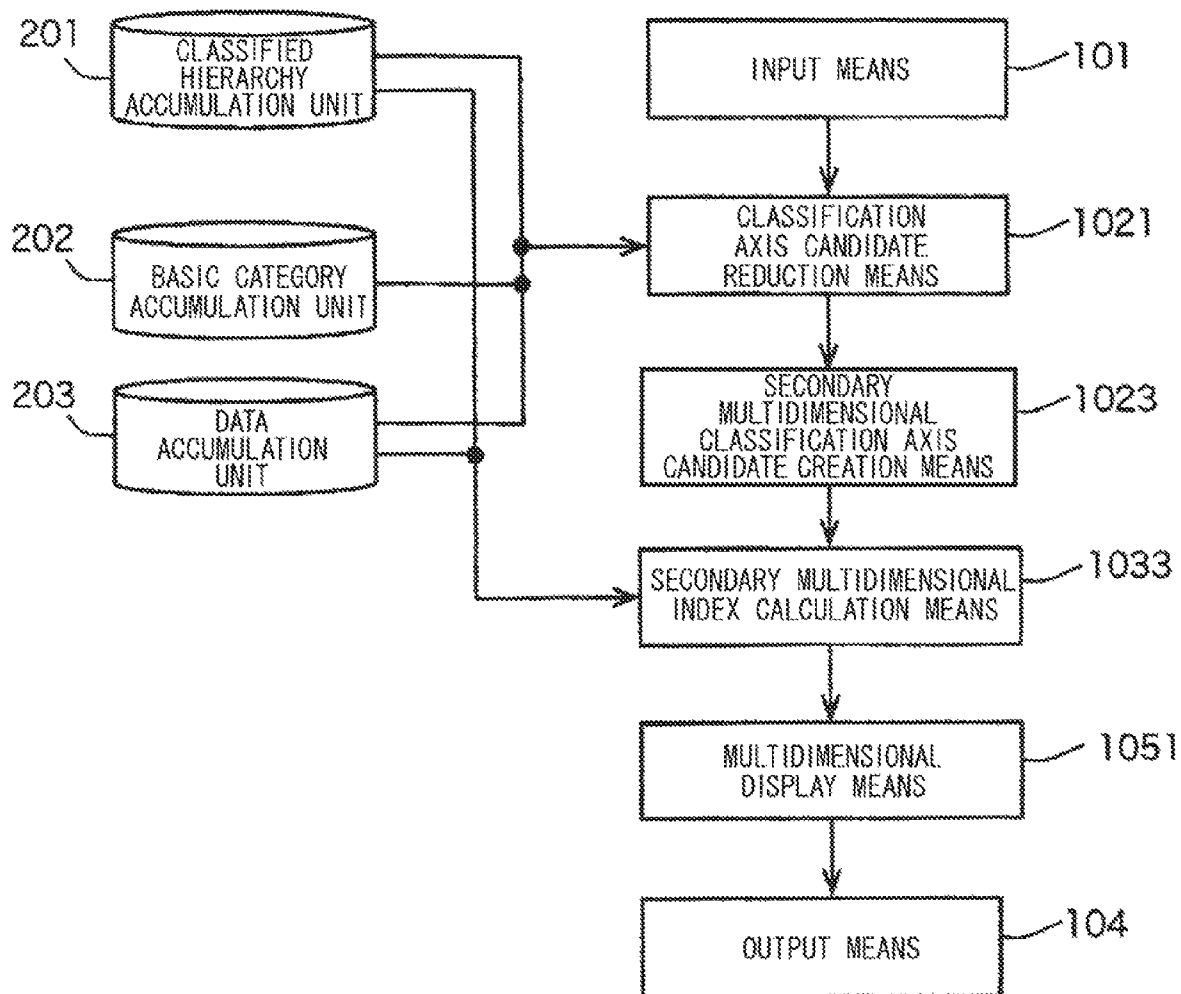 201
CLASSIFIED
HIERARCHY
ACCUMULATION UNIT
202
BASIC CATEGORY
ACCUMULATION UNIT
203
DATA
ACCUMULATION
UNIT
INPUT MEANS
101
CLASSIFICATION
AXIS CANDIDATE
REDUCTION MEANS
1021
SECONDARY
MULTIDIMENSIONAL
CLASSIFICATION AXIS
CANDIDATE CREATION MEANS
1023
SECONDARY MULTIDIMENSIONAL
INDEX CALCULATION MEANS
1033
MULTIDIMENSIONAL
DISPLAY MEANS
1051
OUTPUT MEANS
104